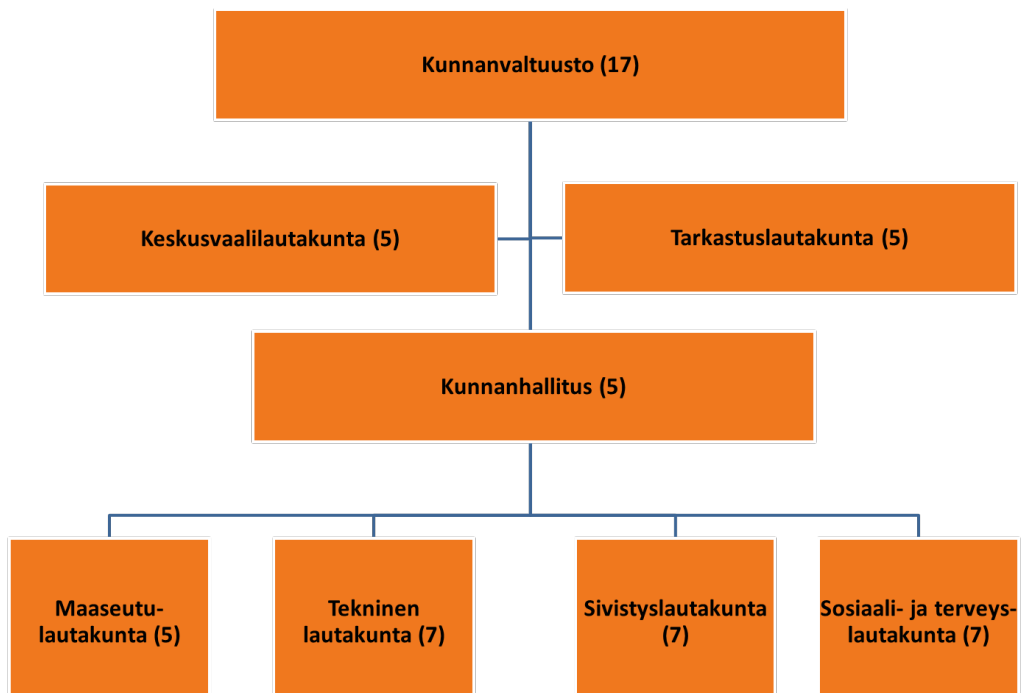 Kunnanvaltuusto (17)
Keskusvaalilautakunta (5)
Tarkastuslautakunta (5)
Kunnanhallitus (5)
Maaseutu-
lautakunta (5)
Tekninen
lautakunta (7)
Sivistyslautakunta
(7)
Sosiaali- ja terveys-
lautakunta (7)